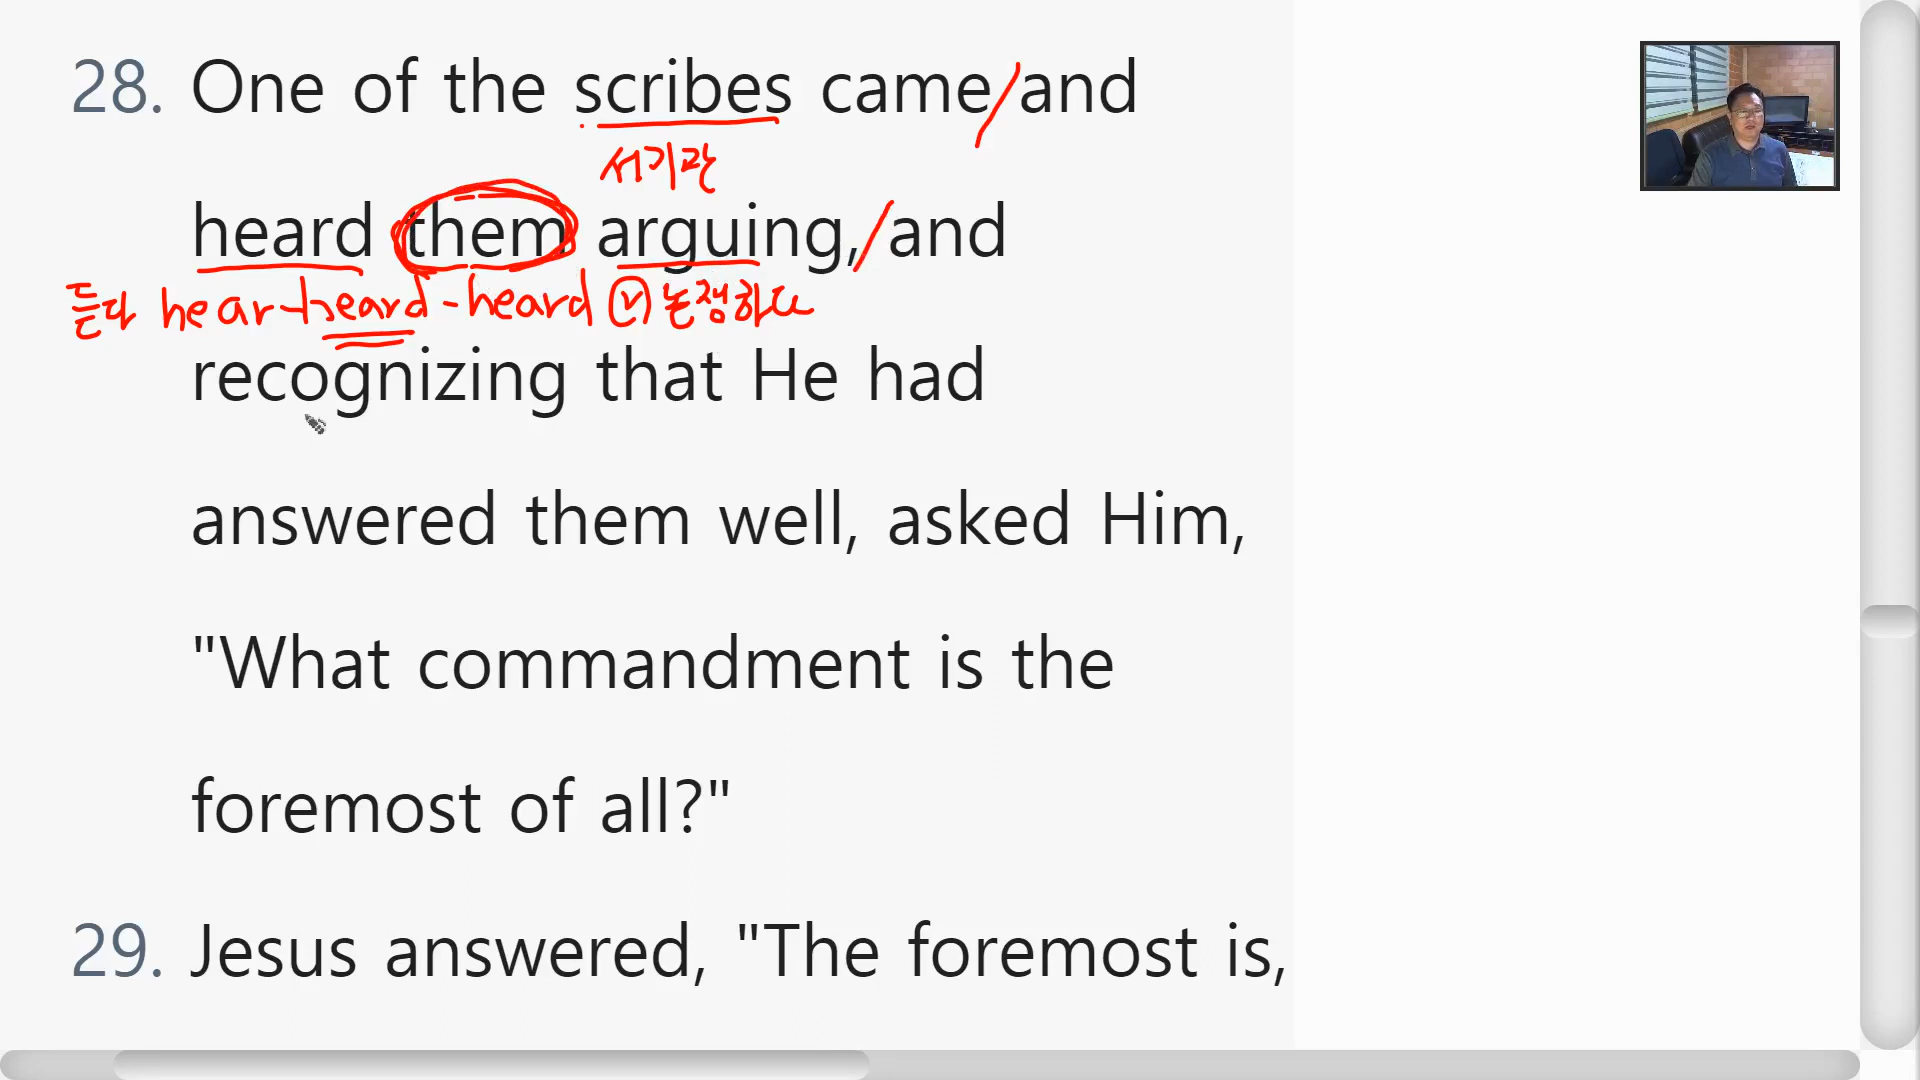 28. One of the scribes came/and
서기관
heard them arguing,/and
듣다 hear-heard-heard ⓥ논쟁하다
recognizing that He had
answered them well, asked Him,
"What commandment is the
foremost of all?"
29. Jesus answered, "The foremost is,